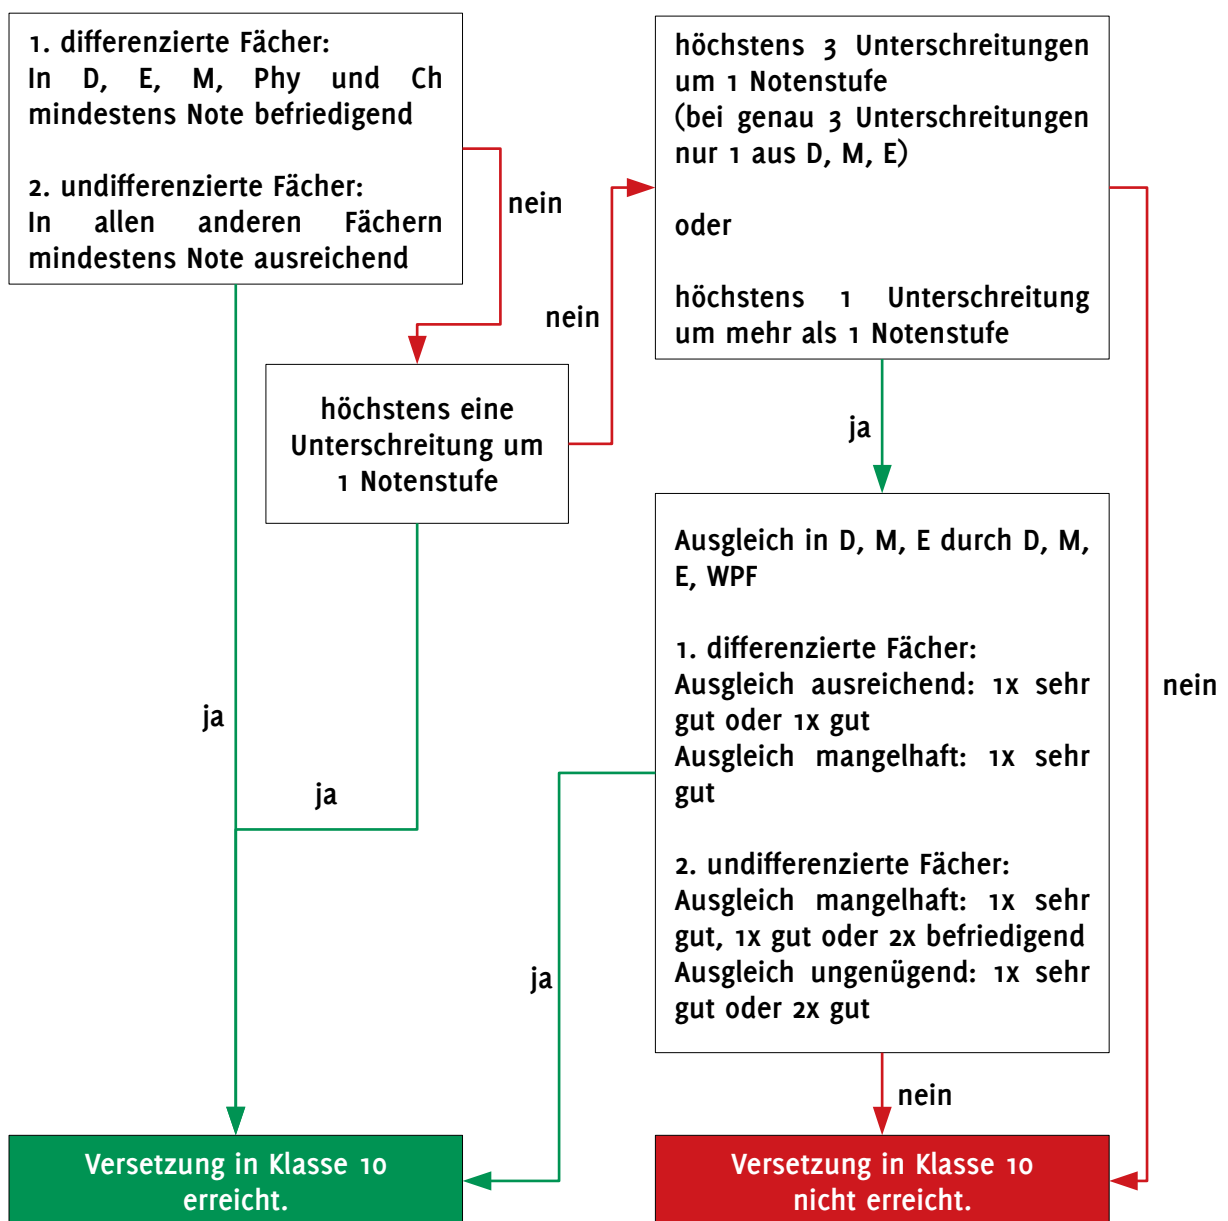 1. differenzierte Fächer:
In D, E, M, Phy und Ch
mindestens Note befriedigend
2. undifferenzierte Fächer:
In allen anderen Fächern
mindestens Note ausreichend
nein
höchstens eine
Unterschreitung um
1 Notenstufe
nein
höchstens 3 Unterschreitungen
um 1 Notenstufe
(bei genau 3 Unterschreitungen
nur 1 aus D, M, E)
oder
höchstens 1 Unterschreitung
um mehr als 1 Notenstufe
ja
nein
Ausgleich in D, M, E durch D, M,
E, WPF
1. differenzierte Fächer:
Ausgleich ausreichend: 1x sehr
gut oder 1x gut
Ausgleich mangelhaft: 1x sehr
gut
2. undifferenzierte Fächer:
Ausgleich mangelhaft: 1x sehr
gut, 1x gut oder 2x befriedigend
Ausgleich ungenügend: 1x sehr
gut oder 2x gut
ja
ja
ja
nein
Versetzung in Klasse 10
erreicht.
Versetzung in Klasse 10
nicht erreicht.